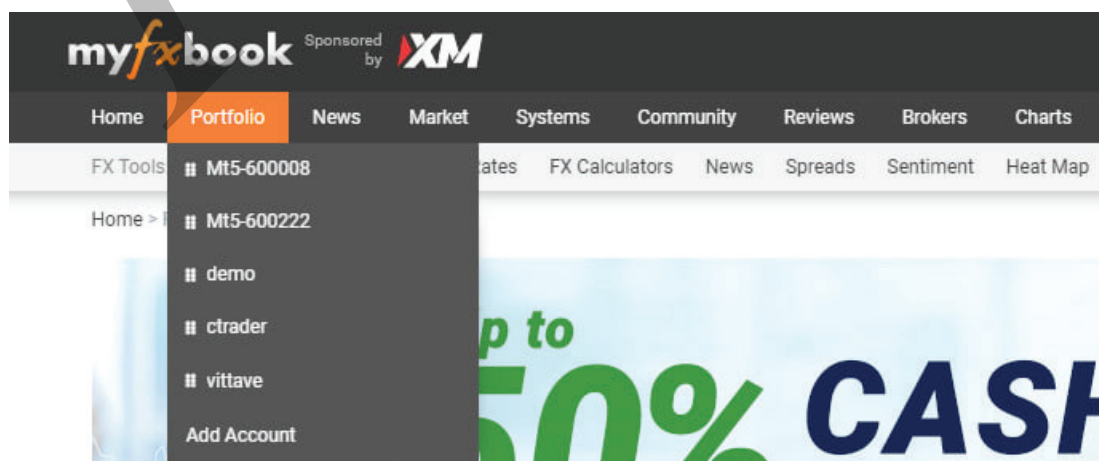 myfxbook Sponsored by XM
Home Portfolio News Market Systems Community Reviews Brokers Charts
FX Tools ates FX Calculators News Spreads Sentiment Heat Map
Mt5-600008
Home >
Mt5-600222
demo
ctrader
vittave
Add Account
p to
50% CASH